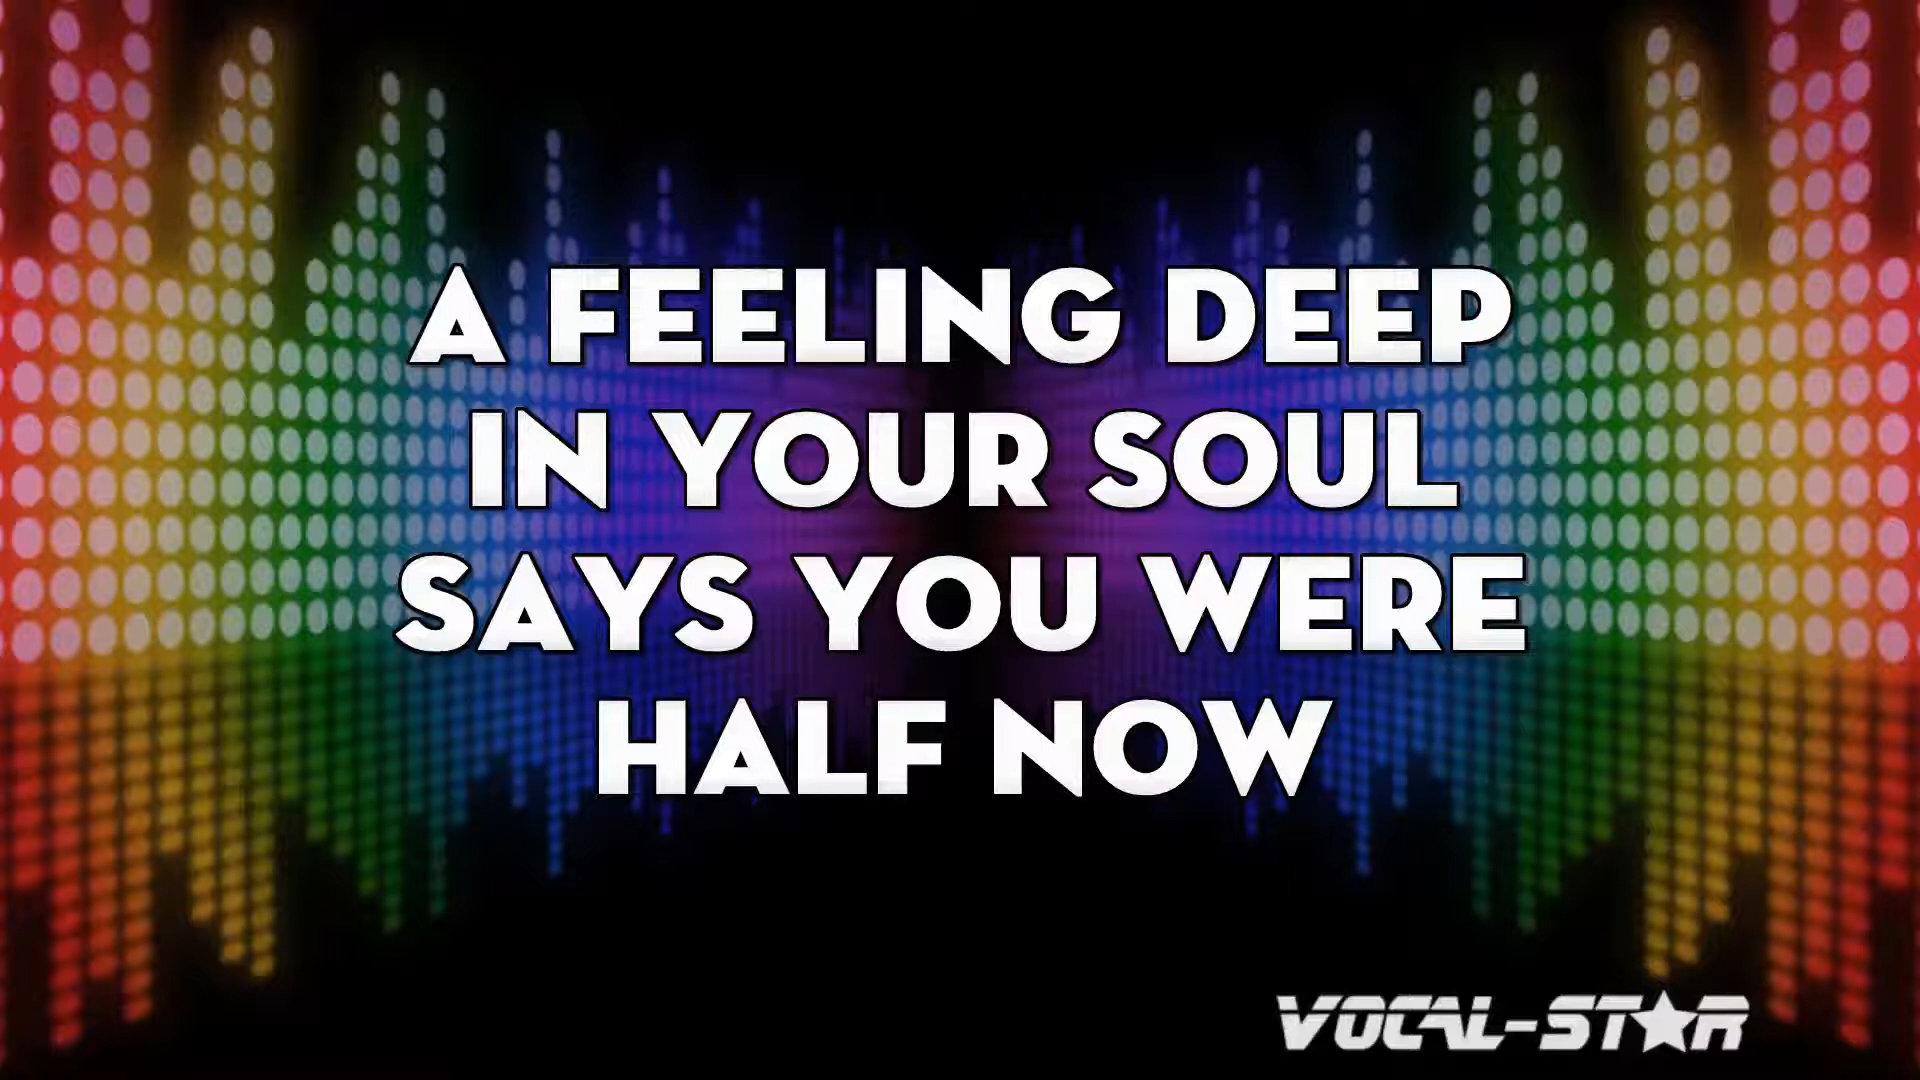 A FEELING DEEP
IN YOUR SOUL
SAYS YOU WERE
HALF NOW
VOCAL-STAR